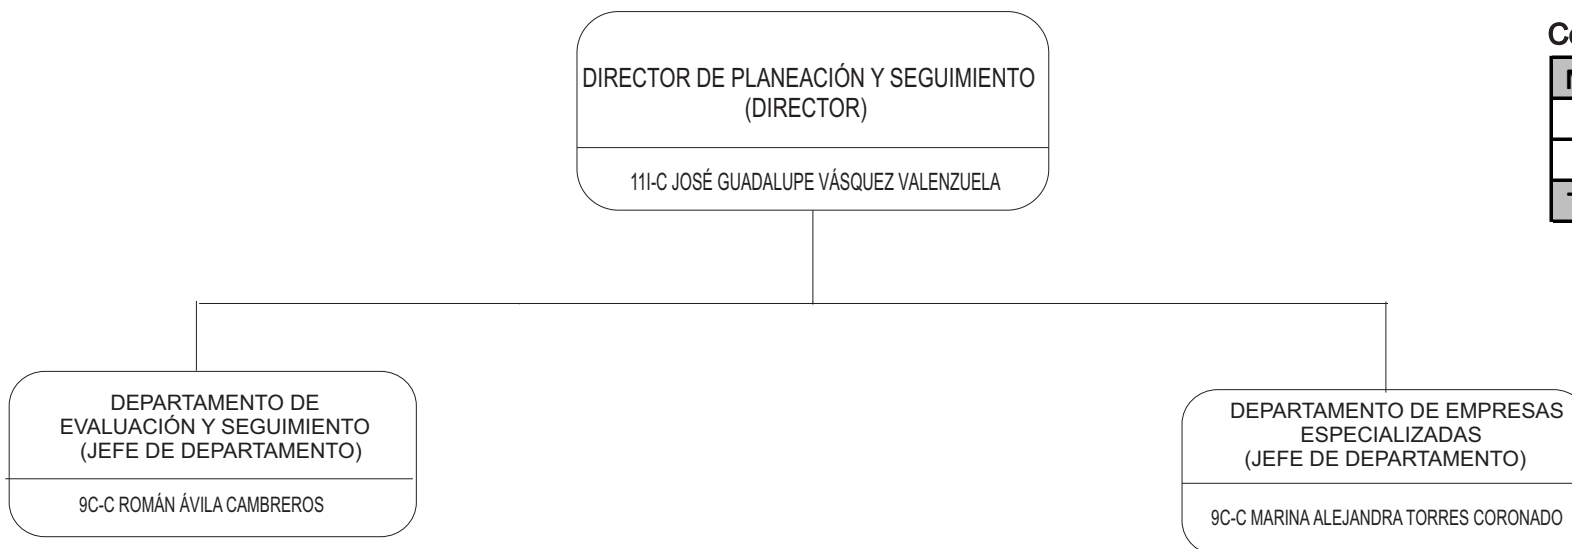 DIRECTOR DE PLANEACIÓN Y SEGUIMIENTO
(DIRECTOR)
11I-C JOSÉ GUADALUPE VÁSQUEZ VALENZUELA
DEPARTAMENTO DE
EVALUACIÓN Y SEGUIMIENTO
(JEFE DE DEPARTAMENTO)
9C-C ROMÁN ÁVILA CAMBREROS
DEPARTAMENTO DE EMPRESAS
ESPECIALIZADAS
(JEFE DE DEPARTAMENTO)
9C-C MARINA ALEJANDRA TORRES CORONADO